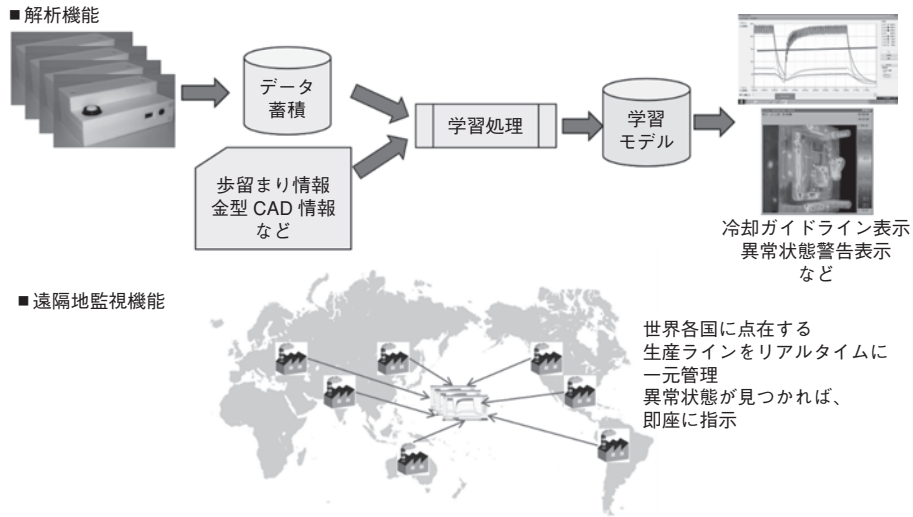 ■ 解析機能
データ
蓄積
歩留まり情報
金型 CAD 情報
など
学習処理
学習
モデル
冷却ガイドライン表示
異常状態警告表示
など
■ 遠隔地監視機能
世界各国に点在する
生産ラインをリアルタイムに
一元管理
異常状態が見つかれば、
即座に指示